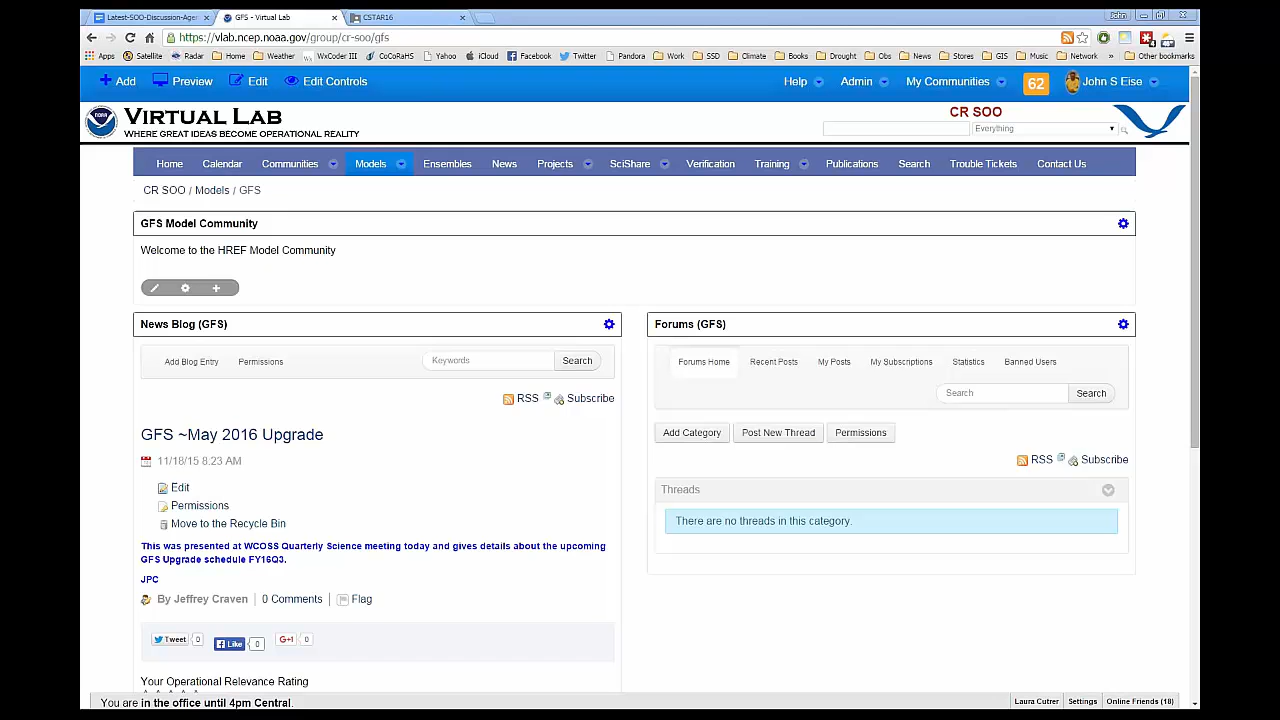 Latest-SOO-Discussion-Age
GFS - Virtual Lab
CSTAR16
John
https://vlab.ncep.noaa.gov/group/cr-soo/gfs
Apps Satellite Radar Home Weather WxCoder III CoCoRaHS Yahoo iCloud Facebook Twitter Pandora Work SSD Climate Books Drought Obs News Stores GIS Music Network » Other bookmarks
Add Preview Edit Edit Controls Help Admin My Communities 62 John S Eise
VIRTUAL LAB
WHERE GREAT IDEAS BECOME OPERATIONAL REALITY
CR SOO
Everything
Home Calendar Communities Models Ensembles News Projects SciShare Verification Training Publications Search Trouble Tickets Contact Us
CR SOO / Models / GFS
GFS Model Community
Welcome to the HREF Model Community
News Blog (GFS)
Add Blog Entry Permissions Keywords Search
RSS Subscribe
GFS ~May 2016 Upgrade
11/18/15 8:23 AM
Edit
Permissions
Move to the Recycle Bin
This was presented at WCOSS Quarterly Science meeting today and gives details about the upcoming
GFS Upgrade schedule FY16Q3.
JPC
By Jeffrey Craven | 0 Comments | Flag
Tweet 0 Like 0 G+1 0
Your Operational Relevance Rating
Forums (GFS)
Forums Home Recent Posts My Posts My Subscriptions Statistics Banned Users
Search Search
Add Category Post New Thread Permissions
RSS Subscribe
Threads
There are no threads in this category.
You are in the office until 4pm Central.
Laura Cutrer Settings Online Friends (18)